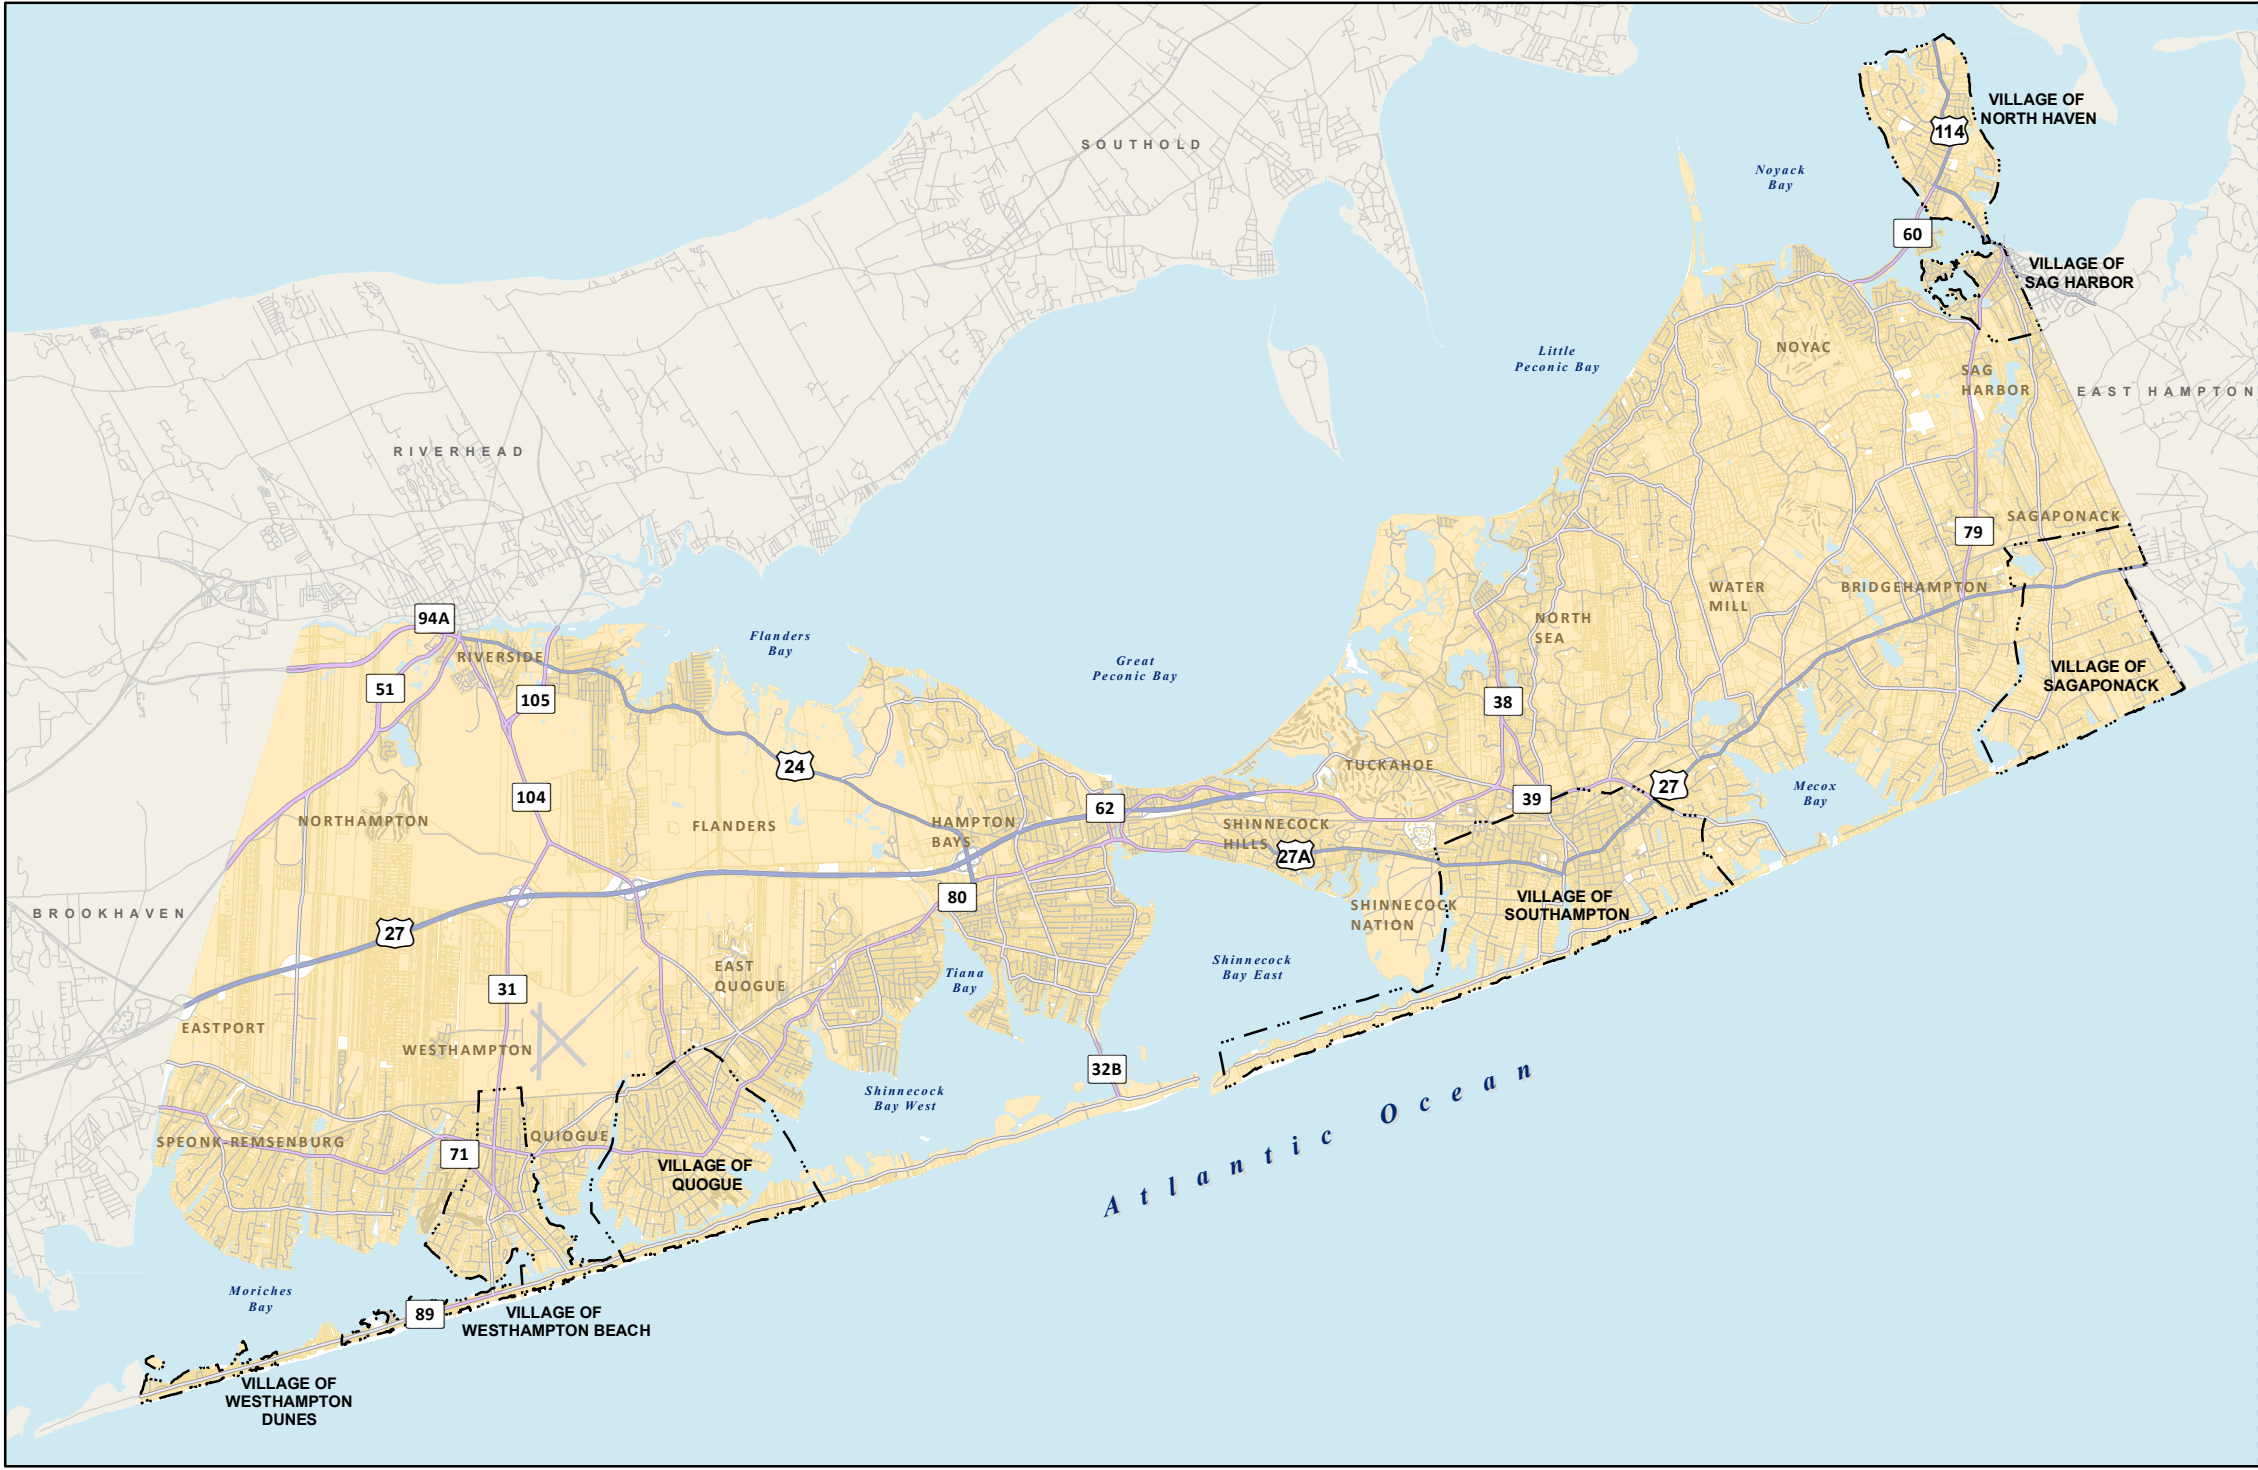 VILLAGE OF
NORTH HAVEN
114
SOUTHOLD
Noyack
Bay
60
VILLAGE OF
SAG HARBOR
NOYAC
Little
Peconic Bay
SAG
HARBOR
EAST HAMPTON
RIVERHEAD
SAGAPONACK
79
WATER
MILL
BRIDGEHAMPTON
NORTH
SEA
94A
Flanders
Bay
RIVERSIDE
Great
Peconic Bay
VILLAGE OF
SAGAPONACK
51
105
38
24
TUCKAHOE
27
Mecox
Bay
104
39
62
NORTHAMPTON
FLANDERS
HAMPTON
BAYS
SHINNECOCK
HILLS
27A
80
SHINNECOCK
NATION
VILLAGE OF
SOUTHAMPTON
BROOKHAVEN
27
EAST
QUOGUE
Tiana
Bay
Shinnecock
Bay East
31
EASTPORT
WESTHAMPTON
32B
Shinnecock
Bay West
Atlantic Ocean
SPEONK-REMSENBURG
71
QUIOGUE
VILLAGE OF
QUOGUE
Moriches
Bay
89
VILLAGE OF
WESTHAMPTON BEACH
VILLAGE OF
WESTHAMPTON
DUNES